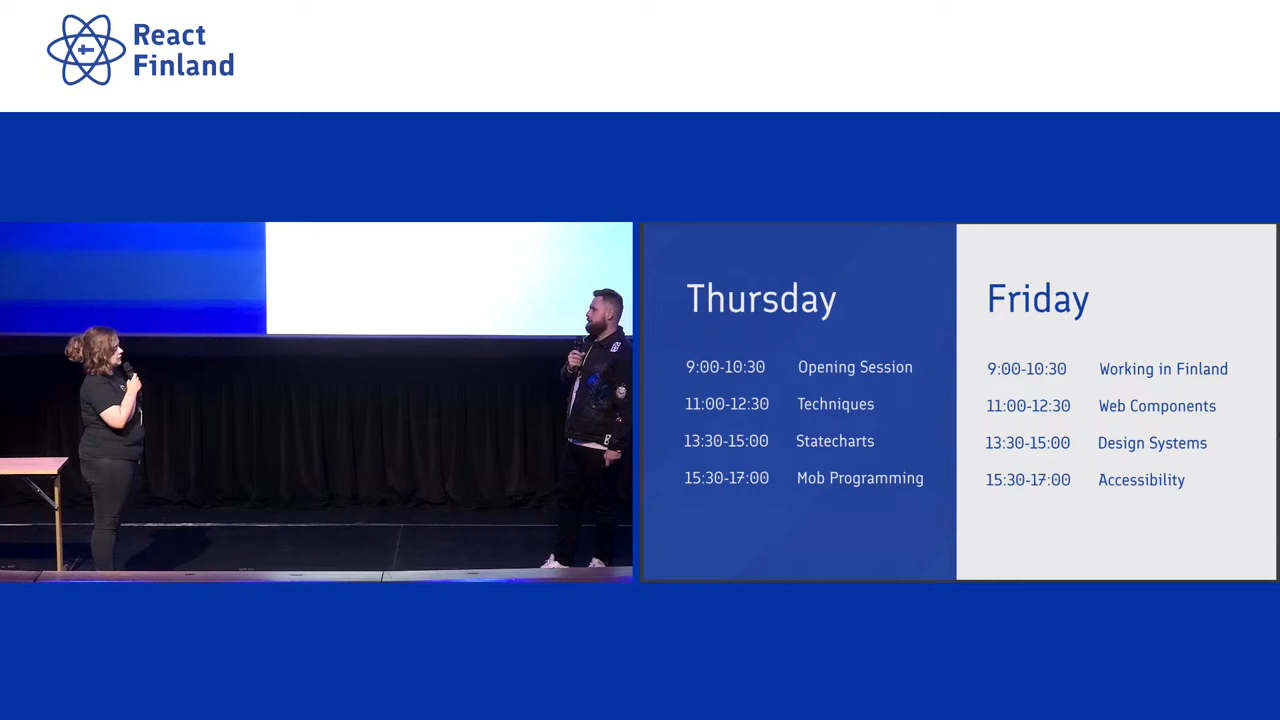 React
Finland
Thursday
9:00-10:30 Opening Session
11:00-12:30 Techniques
13:30-15:00 Statecharts
15:30-17:00 Mob Programming
Friday
9:00-10:30 Working in Finland
11:00-12:30 Web Components
13:30-15:00 Design Systems
15:30-17:00 Accessibility